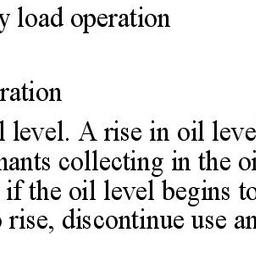 y load operation
ration
l level. A rise in oil leve
nants collecting in the oi
if the oil level begins to
rise, discontinue use an